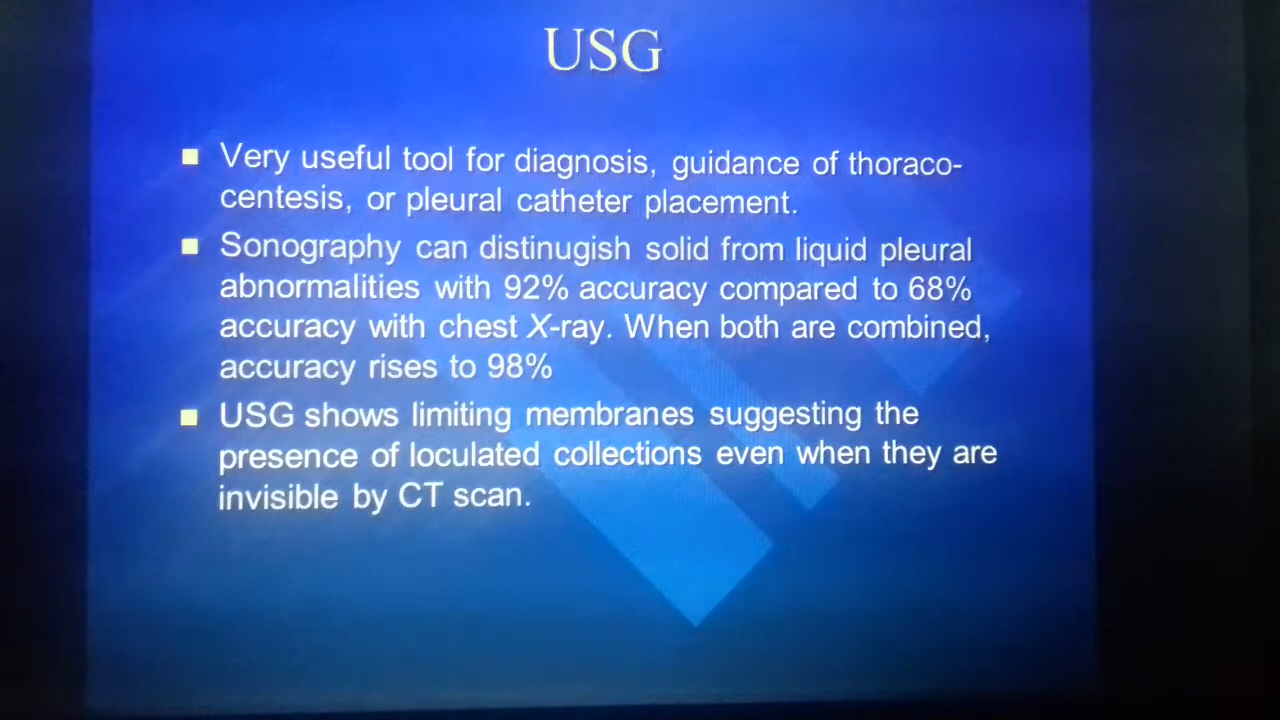 USG
■ Very useful tool for diagnosis, guidance of thoraco-
centesis, or pleural catheter placement.
■ Sonography can distinugish solid from liquid pleural
abnormalities with 92% accuracy compared to 68%
accuracy with chest X-ray. When both are combined,
accuracy rises to 98%
■ USG shows limiting membranes suggesting the
presence of loculated collections even when they are
invisible by CT scan.